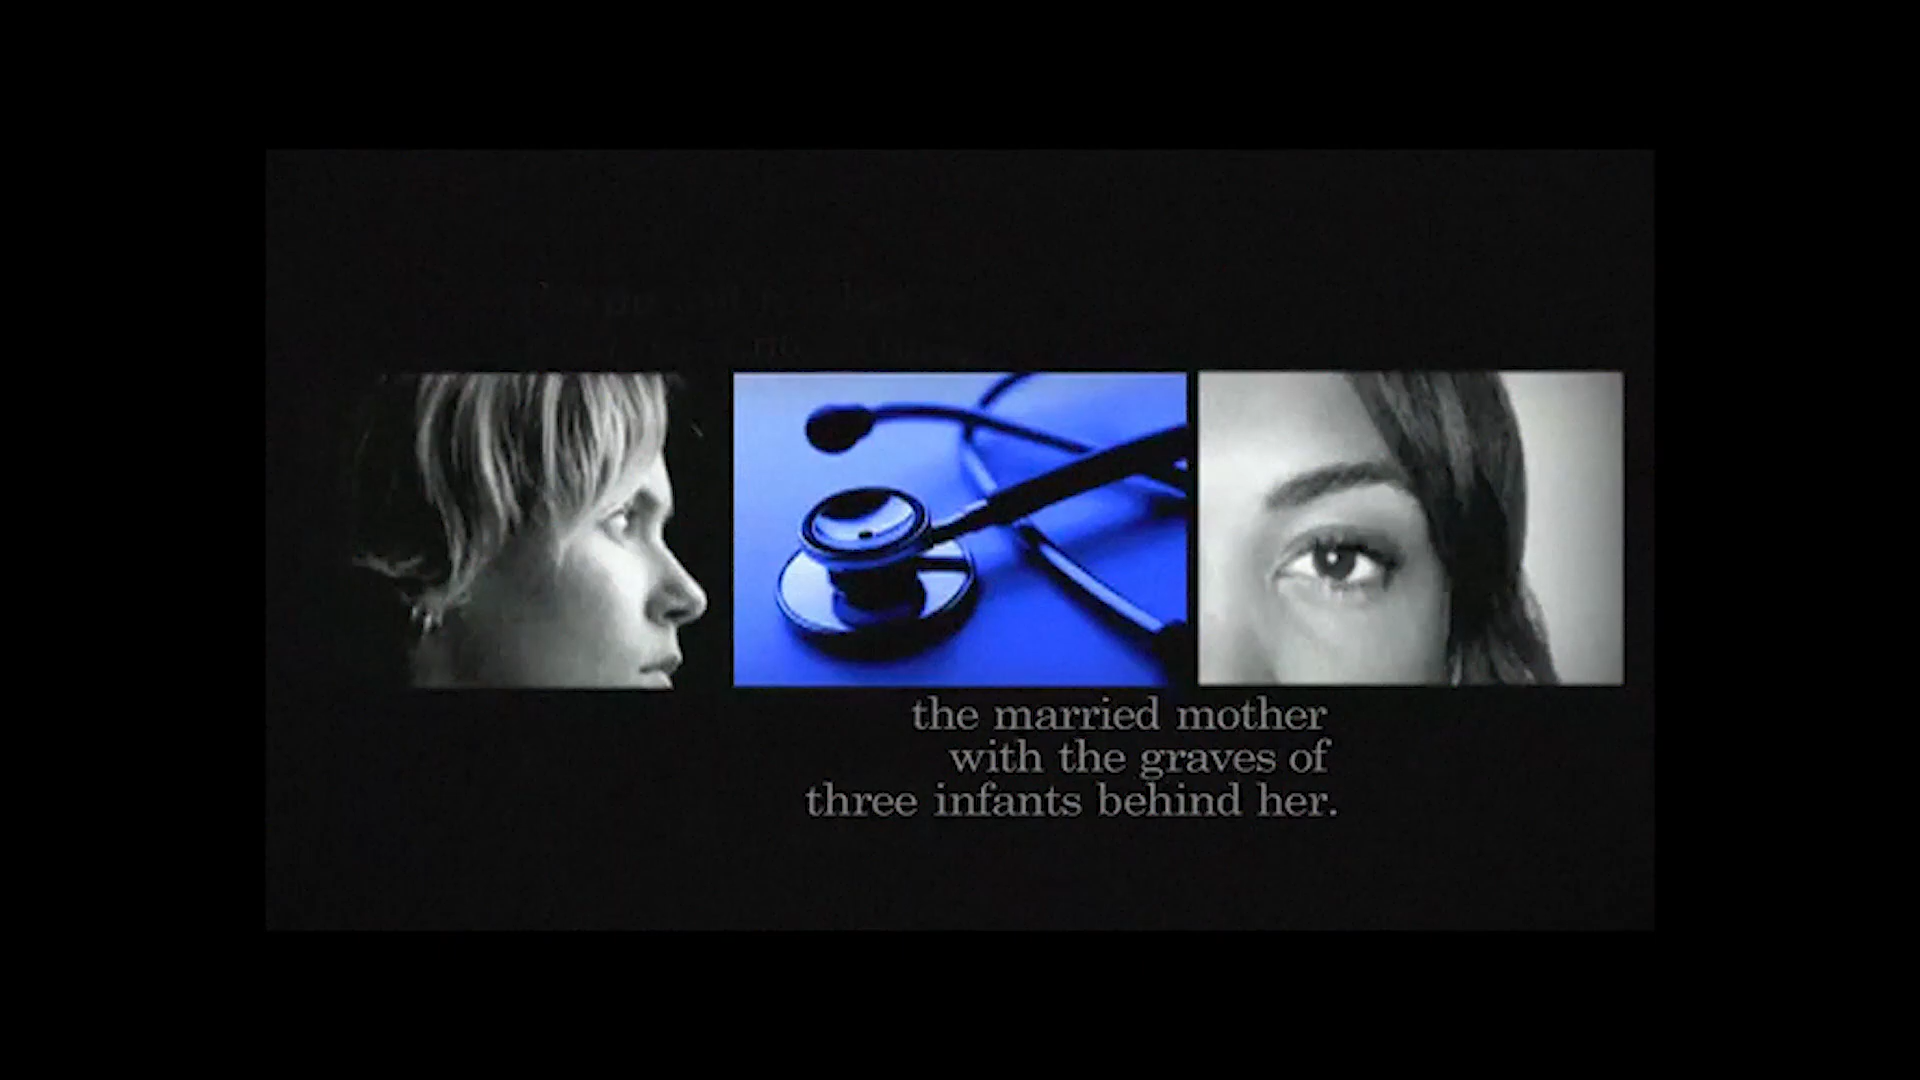 the married mother
with the graves of
three infants behind her.